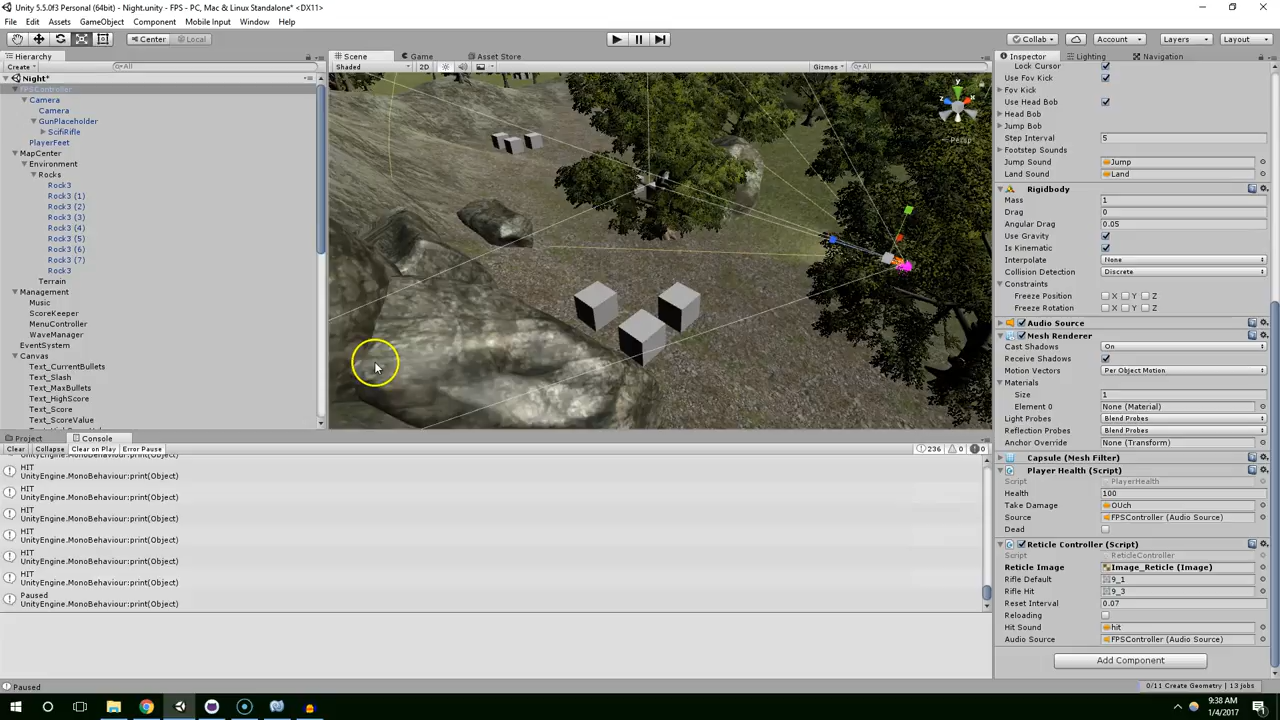 Unity 5.5.0f3 Personal (64bit) - Night.unity - FPS - PC, Mac & Linux Standalone* <DX11>
File Edit Assets GameObject Component Mobile Input Window Help
Center Local
Collab Account Layers Layout
Hierarchy
Create All
Night*
FPSController
Camera
Camera
GunPlaceholder
ScifiRifle
PlayerFeet
MapCenter
Environment
Rocks
Rock3
Rock3 (1)
Rock3 (2)
Rock3 (3)
Rock3 (4)
Rock3 (5)
Rock3 (6)
Rock3 (7)
Rock3
Terrain
Management
Music
ScoreKeeper
MenuController
WaveManager
EventSystem
Canvas
Text_CurrentBullets
Text_Slash
Text_MaxBullets
Text_HighScore
Text_Score
Text_ScoreValue
Scene Game Asset Store
Shaded 2D Gizmos All
y
x
z
Persp
Inspector Lighting Navigation
Lock Cursor
Use Fov Kick
Fov Kick
Use Head Bob
Head Bob
Jump Bob
Step Interval 5
Footstep Sounds
Jump Sound Jump
Land Sound Land
Rigidbody
Mass 1
Drag 0
Angular Drag 0.05
Use Gravity
Is Kinematic
Interpolate None
Collision Detection Discrete
Constraints
Freeze Position X Y Z
Freeze Rotation X Y Z
Audio Source
Mesh Renderer
Cast Shadows On
Receive Shadows
Motion Vectors Per Object Motion
Materials
Size 1
Element 0 None (Material)
Light Probes Blend Probes
Reflection Probes Blend Probes
Anchor Override None (Transform)
Capsule (Mesh Filter)
Player Health (Script)
Script PlayerHealth
Health 100
Take Damage OUch
Source FPSController (Audio Source)
Dead
Reticle Controller (Script)
Script ReticleController
Reticle Image Image_Reticle (Image)
Rifle Default 9_1
Rifle Hit 9_3
Reset Interval 0.07
Reloading
Hit Sound hit
Audio Source FPSController (Audio Source)
Add Component
Project Console
Clear Collapse Clear on Play Error Pause 236 0 0
UnityEngine.MonoBehaviour:print(Object)
HIT
UnityEngine.MonoBehaviour:print(Object)
HIT
UnityEngine.MonoBehaviour:print(Object)
HIT
UnityEngine.MonoBehaviour:print(Object)
HIT
UnityEngine.MonoBehaviour:print(Object)
HIT
UnityEngine.MonoBehaviour:print(Object)
HIT
UnityEngine.MonoBehaviour:print(Object)
Paused
UnityEngine.MonoBehaviour:print(Object)
Paused
0/11 Create Geometry | 13 jobs
9:38 AM
1/4/2017